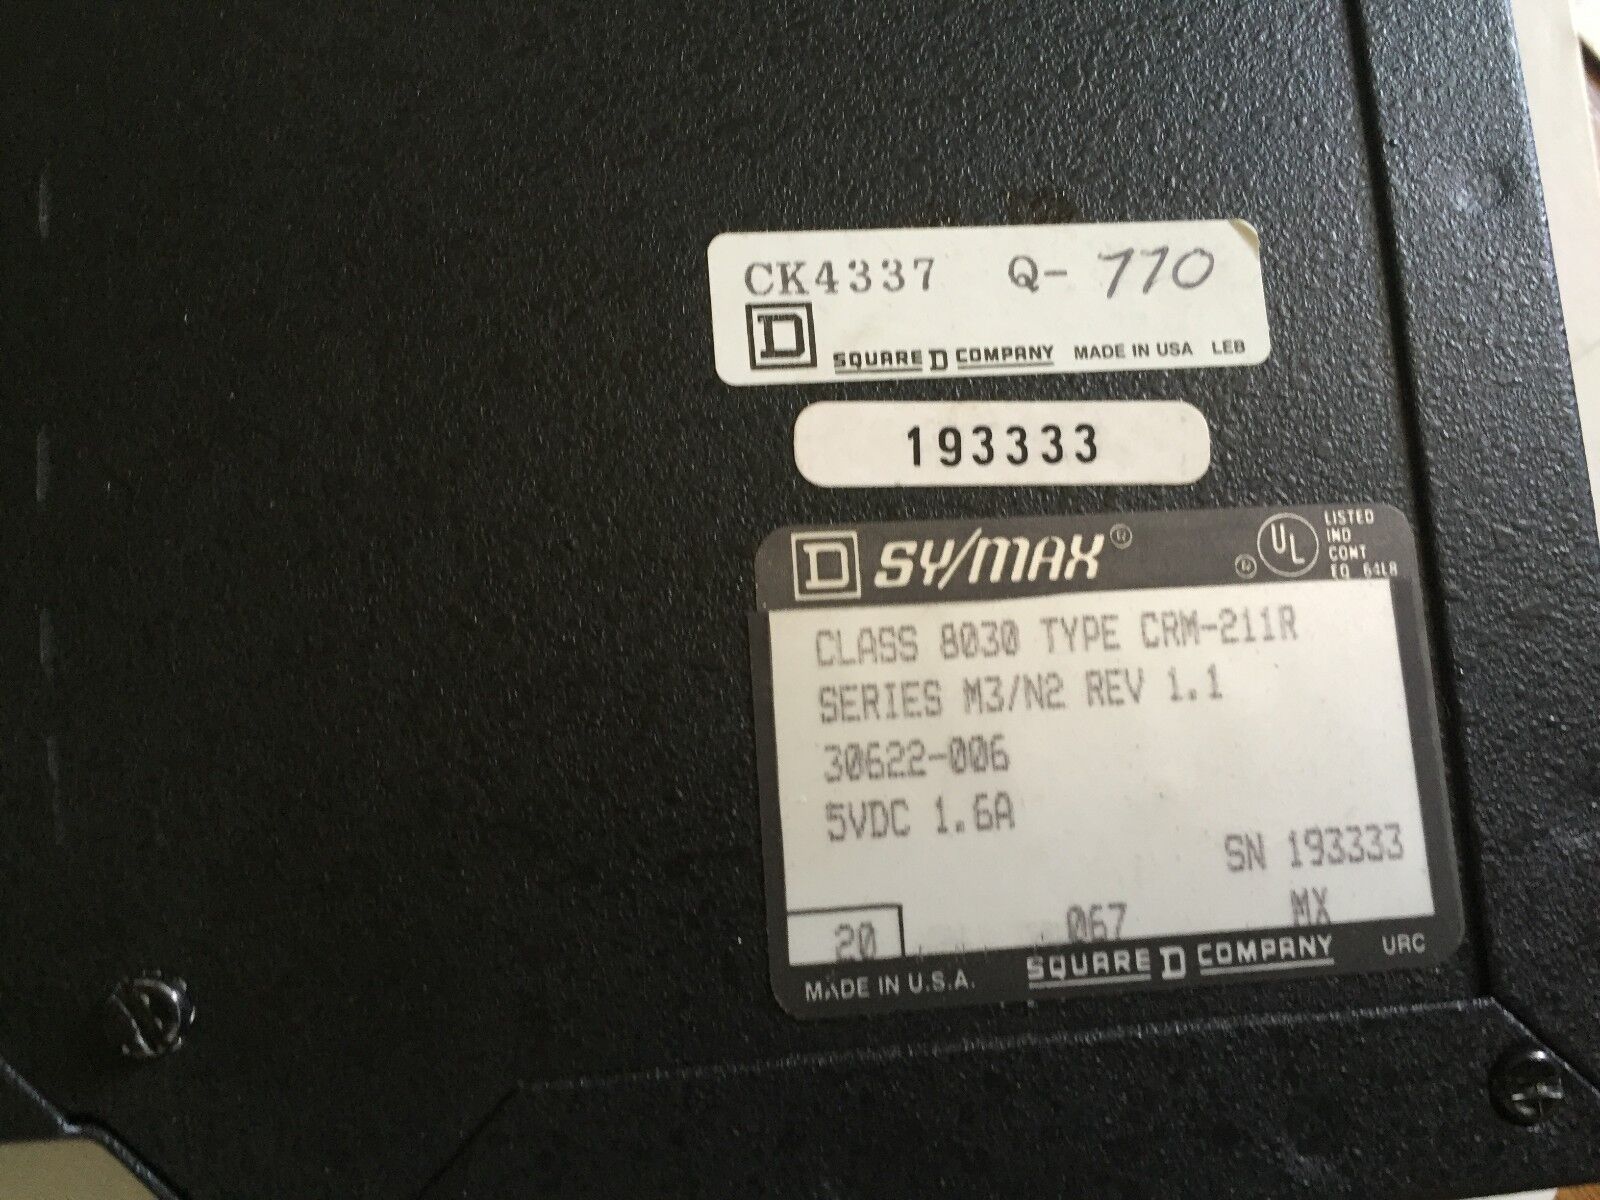 CK4337 Q- 770
D SQUARE D COMPANY MADE IN USA LEB
193333
D SY/MAX® ® UL LISTED
IND
CONT
EQ 64L8
CLASS 8030 TYPE CRM-211R
SERIES M3/N2 REV 1.1
30622-006
5VDC 1.6A
SN 193333
20 067 MX
MADE IN U.S.A. SQUARE D COMPANY URC